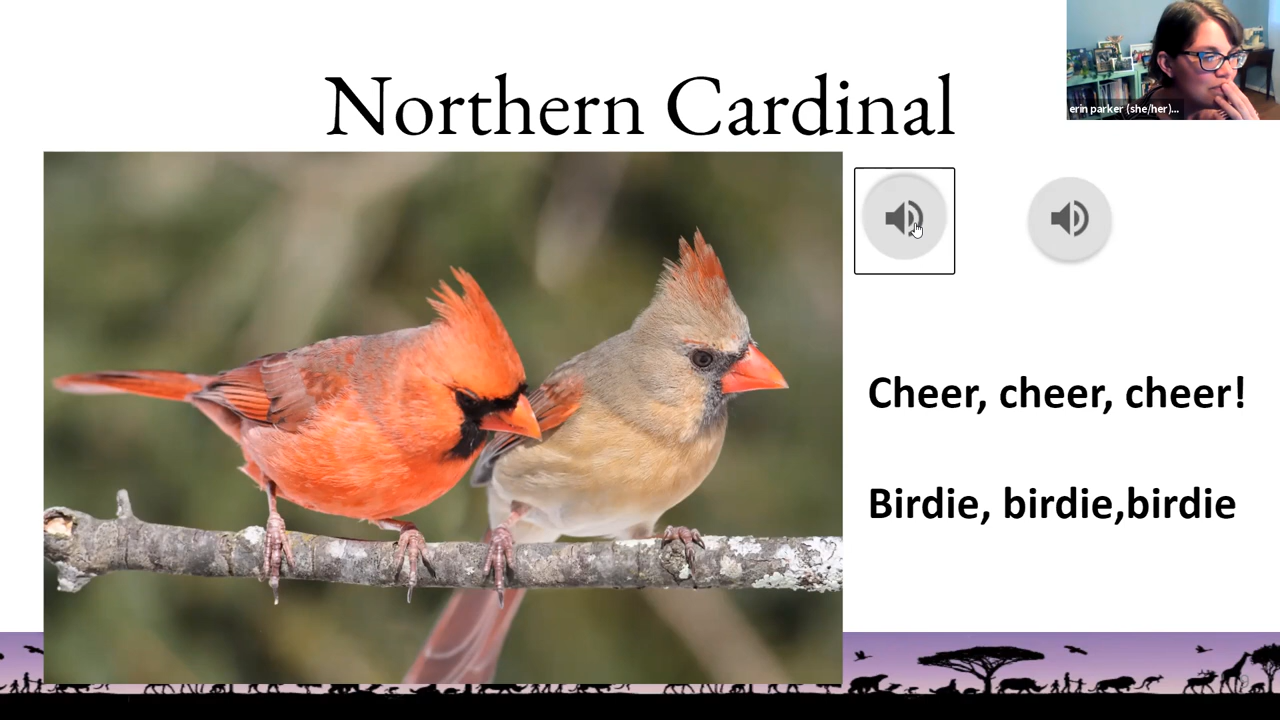 Northern Cardinal
erin parker (she/her)...
Cheer, cheer, cheer!
Birdie, birdie,birdie